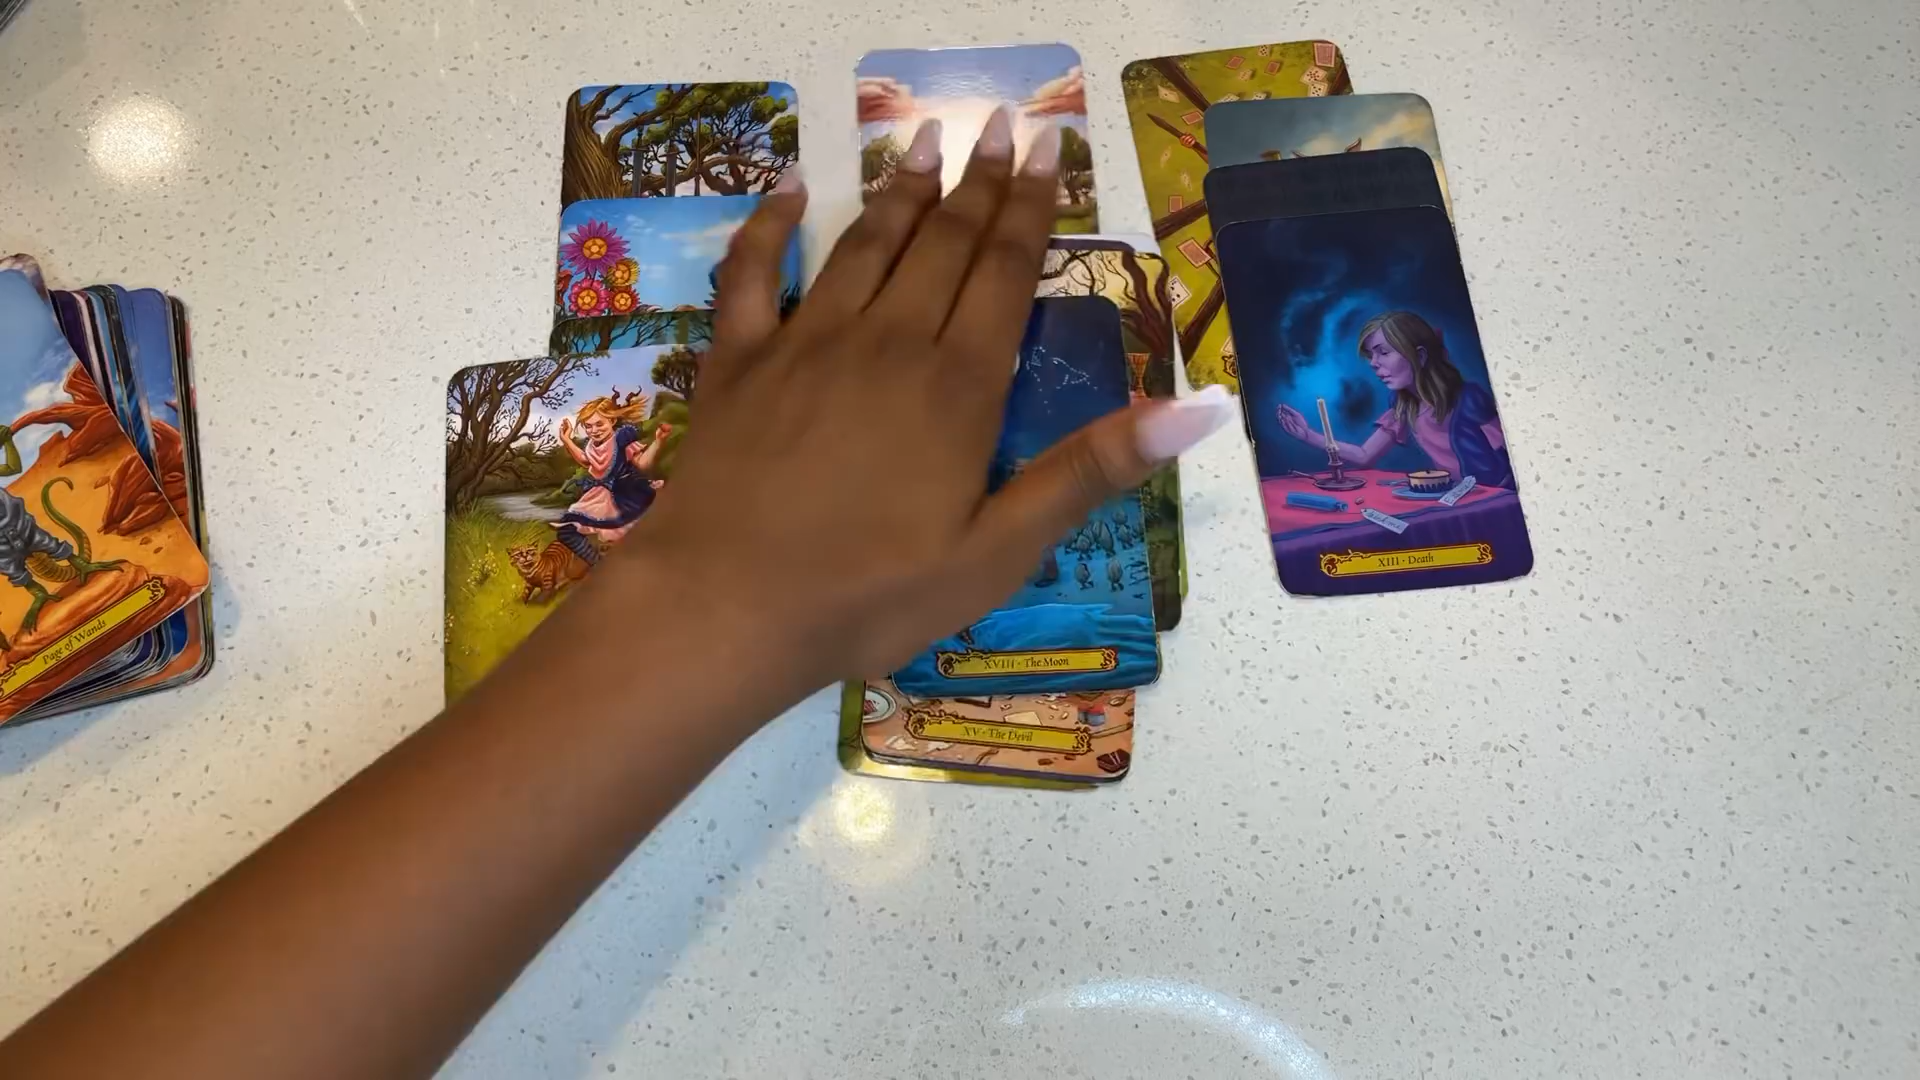 Page of Wands
XIII · Death
XVIII · The Moon
XV · The Devil